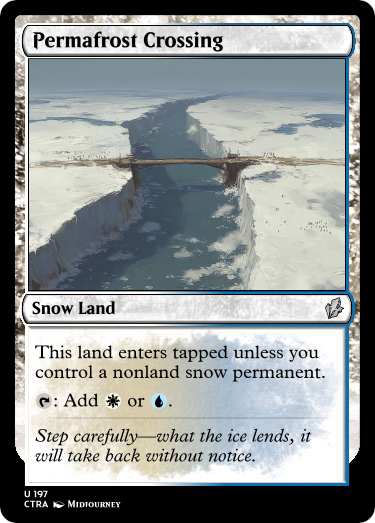 Permafrost Crossing
Snow Land
This land enters tapped unless you
control a nonland snow permanent.
: Add or .
Step carefully—what the ice lends, it
will take back without notice.
U 197
CTRA Midjourney